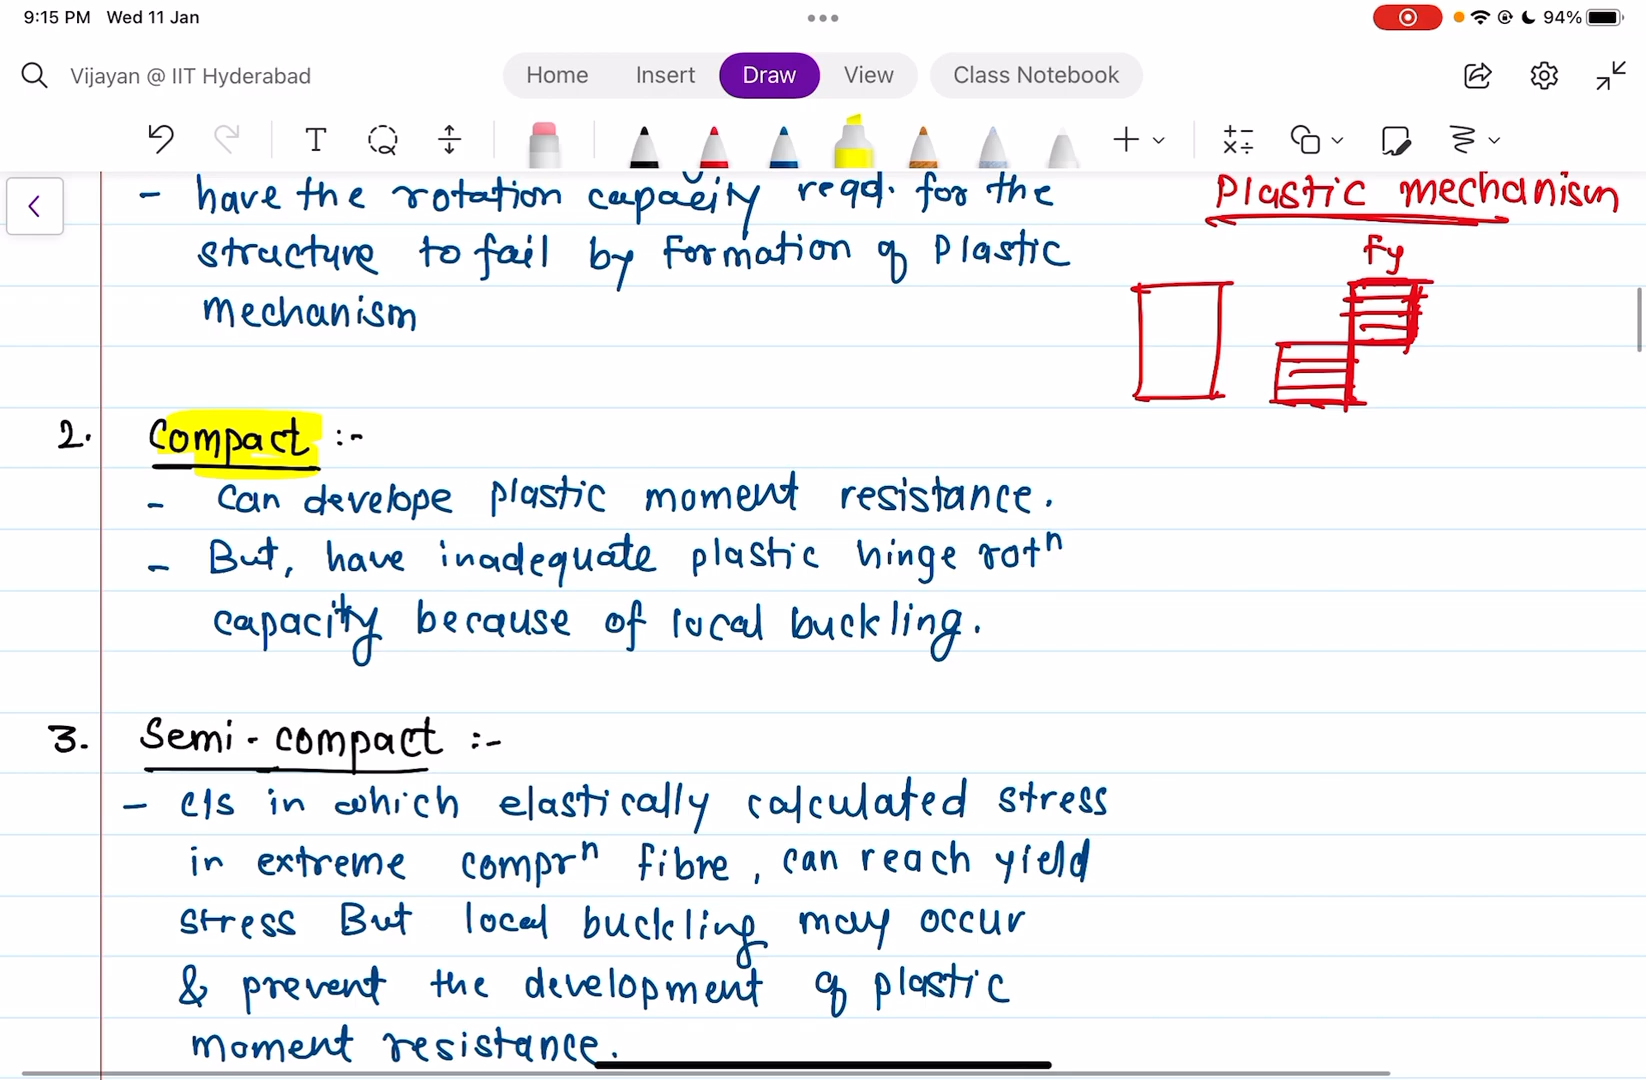 9:15 PM Wed 11 Jan
94%
Vijayan @ IIT Hyderabad
Home Insert Draw View Class Notebook
- have the rotation capacity reqd. for the
structure to fail by formation of Plastic
mechanism
Plastic mechanism
fy
2. Compact :-
- Can develope plastic moment resistance.
- But, have inadequate plastic hinge rotⁿ
capacity because of local buckling.
3. Semi-compact :-
- c/s in which elastically calculated stress
in extreme comprⁿ fibre, can reach yield
stress But local buckling may occur
& prevent the development of plastic
moment resistance.